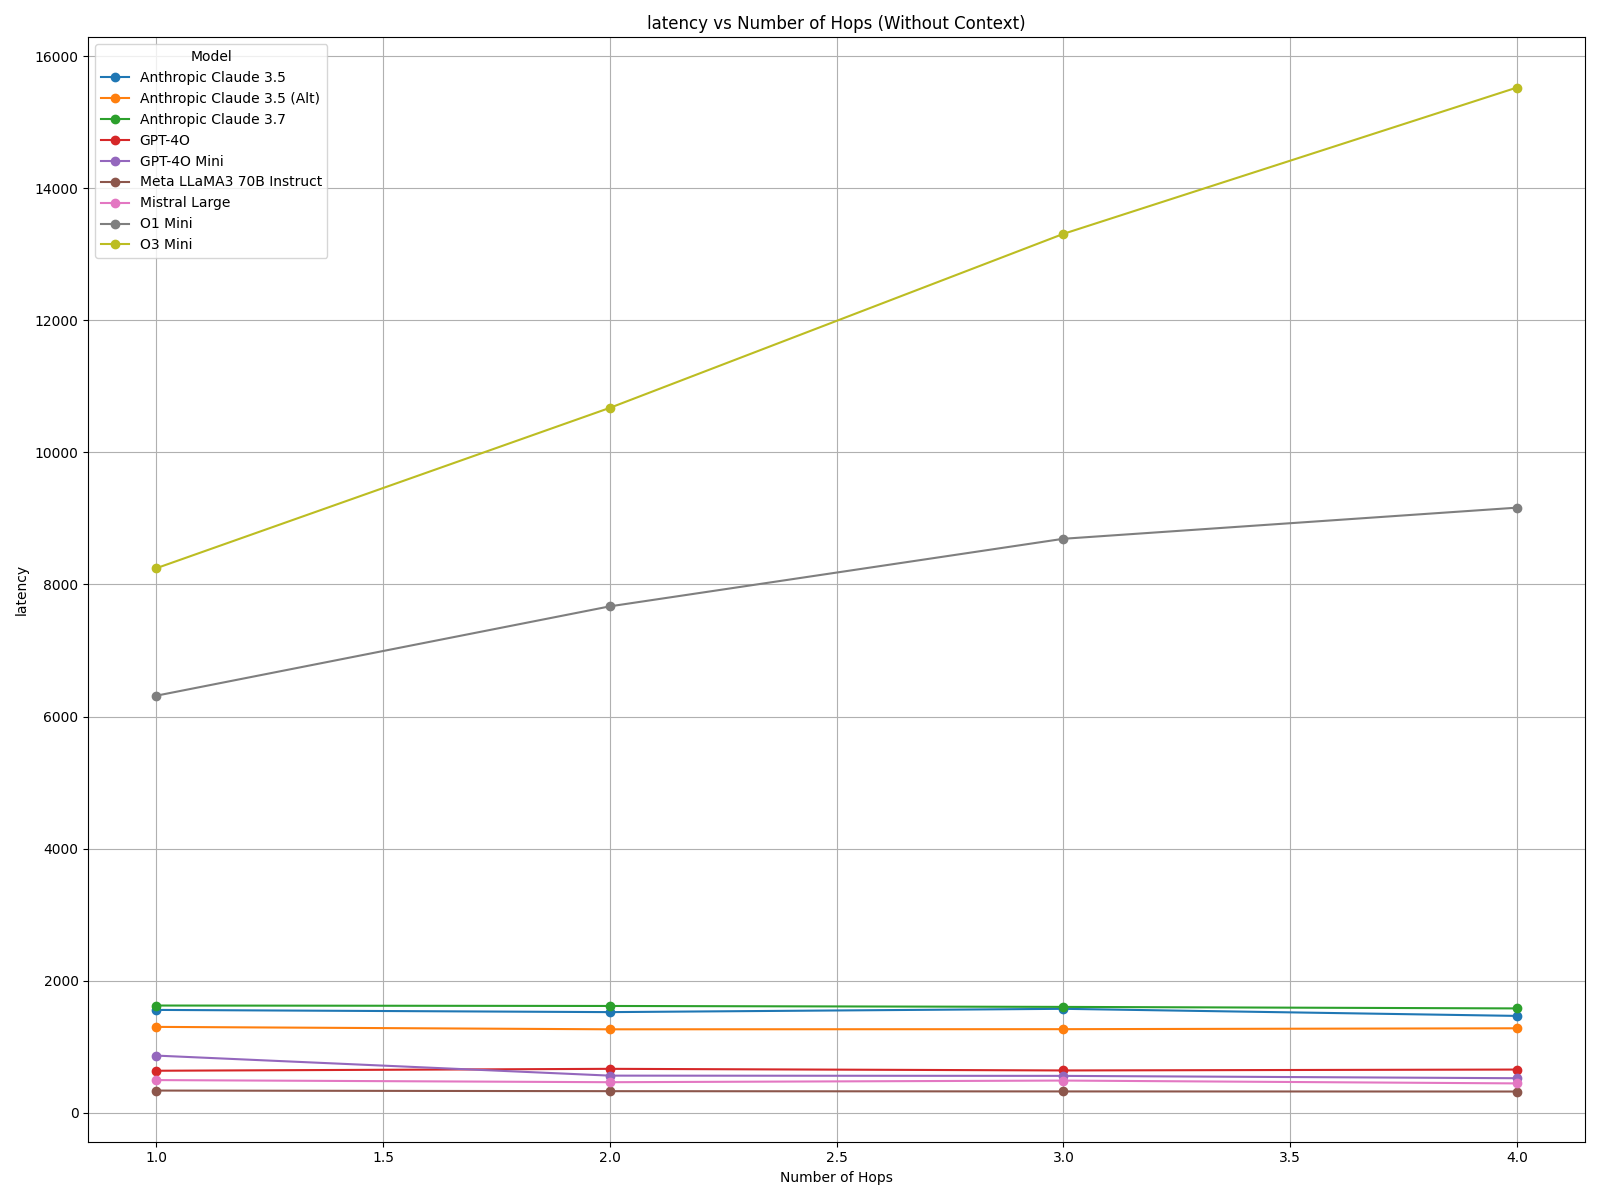 latency vs Number of Hops (Without Context)
Model
Anthropic Claude 3.5
Anthropic Claude 3.5 (Alt)
Anthropic Claude 3.7
GPT-4O
GPT-4O Mini
Meta LLaMA3 70B Instruct
Mistral Large
O1 Mini
O3 Mini
16000
14000
12000
10000
8000
6000
4000
2000
0
latency
1.0 1.5 2.0 2.5 3.0 3.5 4.0
Number of Hops